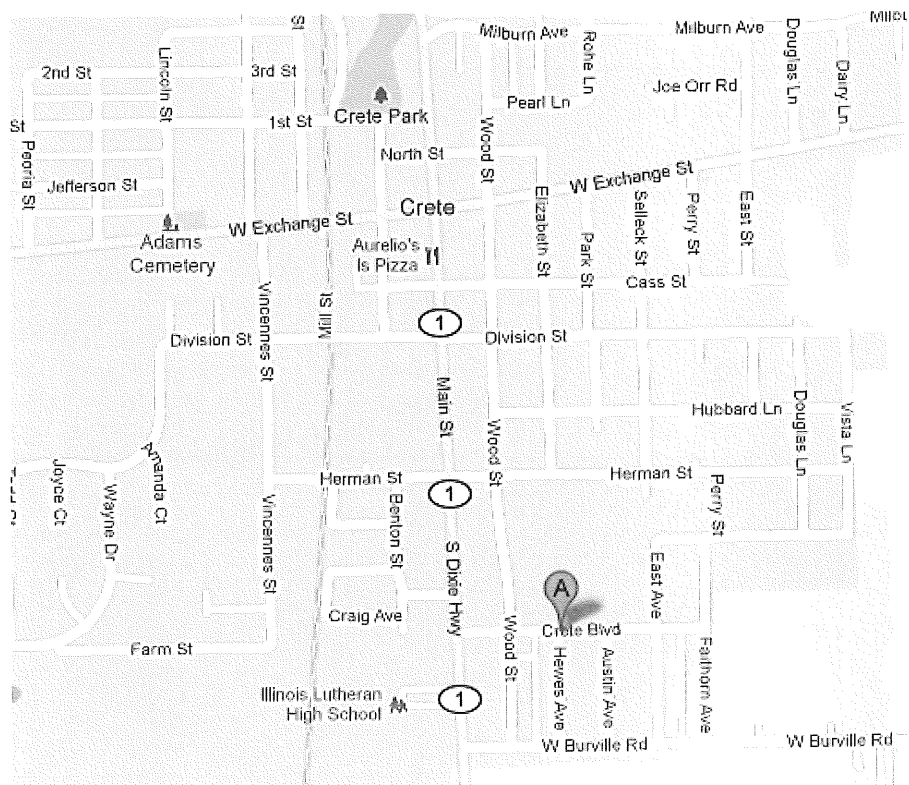 St
Milburn Ave
Milburn Ave
Douglas Ln
Lincoln St
Rohe Ln
2nd St
3rd St
Joe Orr Rd
Dairy Ln
Crete Park
Pearl Ln
St
1st St
Wood St
Peoria St
North St
Jefferson St
W Exchange St
Crete
Elizabeth St
Selleck St
Perry St
East St
W Exchange St
Adams
Cemetery
Aurelio's
Is Pizza
Park St
Cass St
Vincennes St
Mill St
1
Division St
Division St
Main St
Hubbard Ln
Douglas Ln
Vista Ln
Amanda Ct
Joyce Ct
Wayne Dr
Wood St
Herman St
Herman St
1
Perry St
Vincennes St
Benton St
S Dixie Hwy
A
East Ave
Craig Ave
Crete Blvd
Wood St
Farm St
Hewes Ave
Austin Ave
Faithorn Ave
Illinois Lutheran
High School
1
W Burville Rd
W Burville Rd